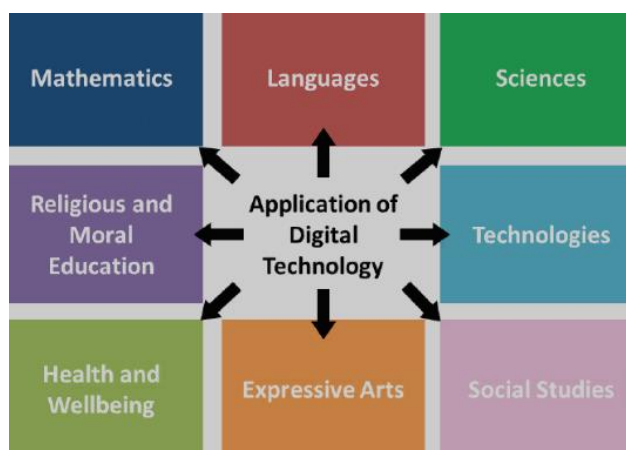 Mathematics
Languages
Sciences
Religious and
Moral
Education
Application of
Digital
Technology
Technologies
Health and
Wellbeing
Expressive Arts
Social Studies